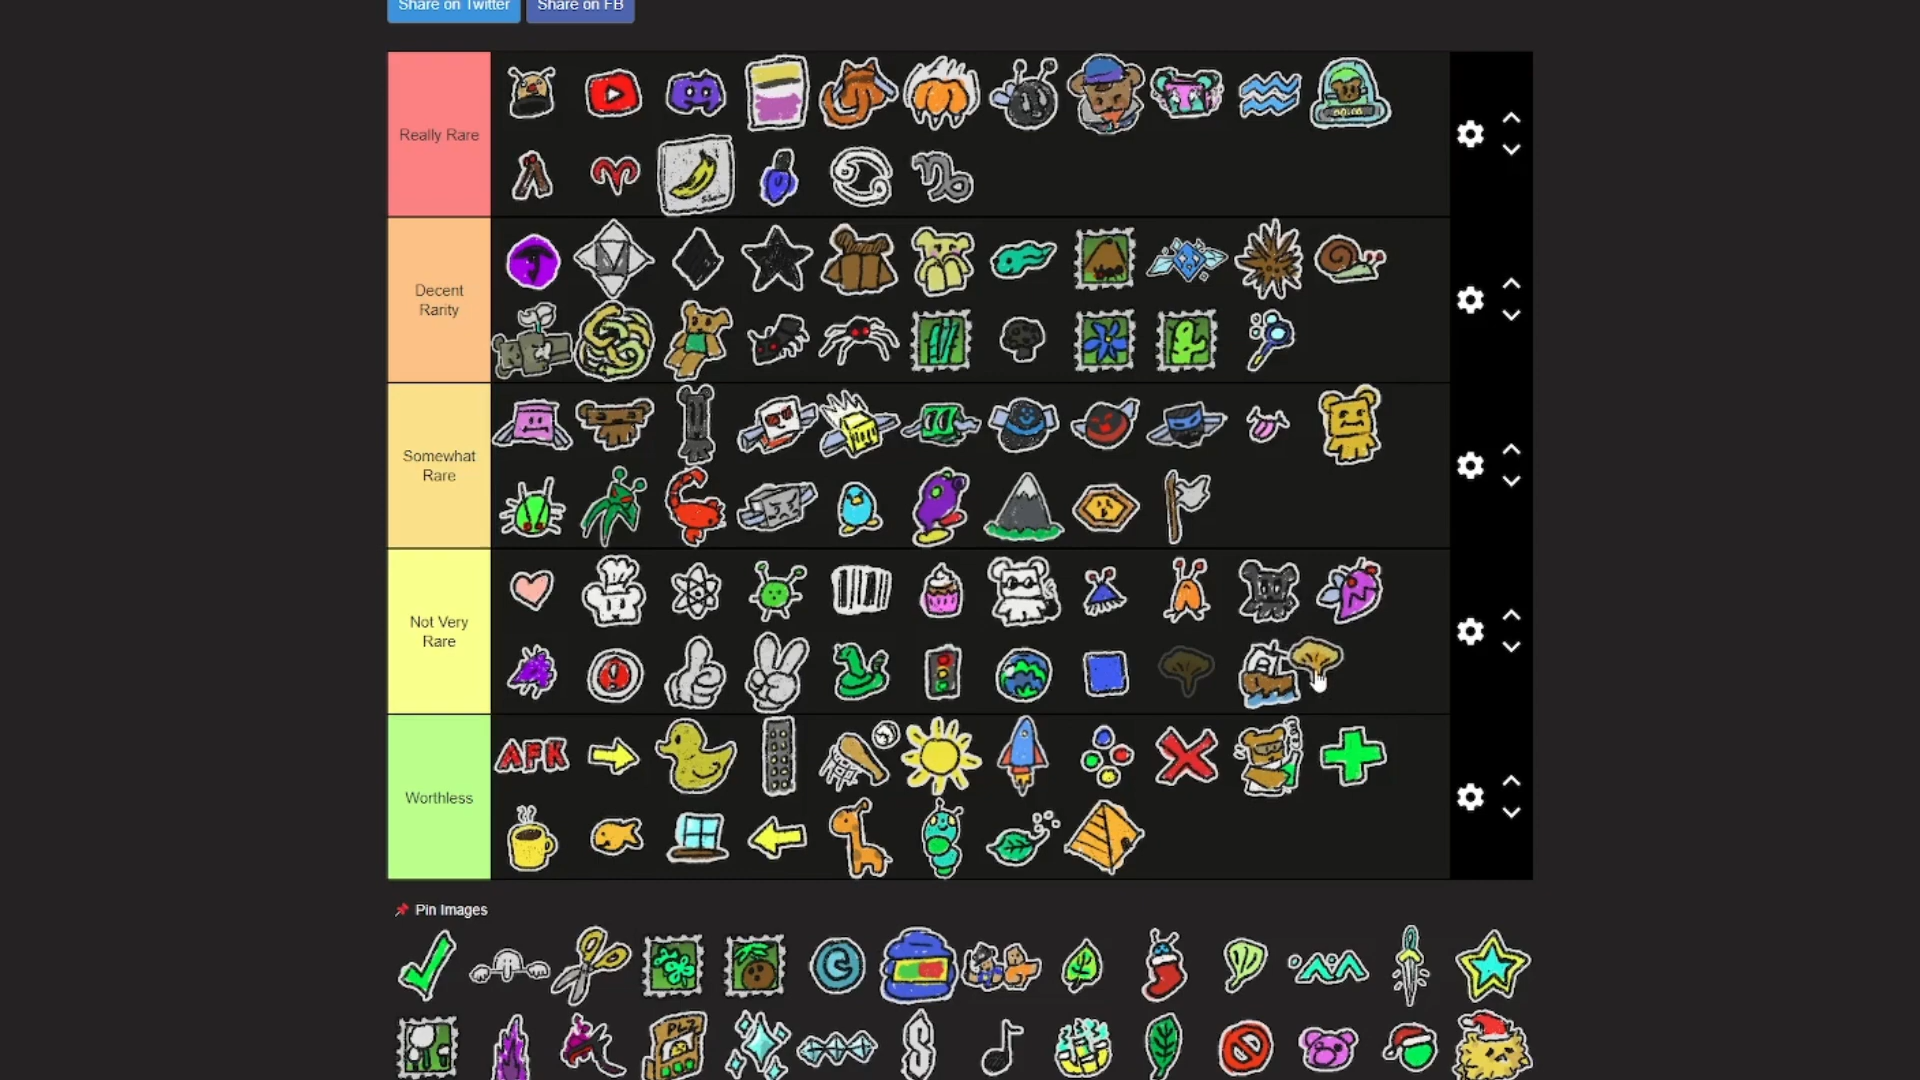 Share on Twitter
Share on FB
Really Rare
Decent
Rarity
Somewhat
Rare
Not Very
Rare
AFK
Worthless
Pin Images
PLZ